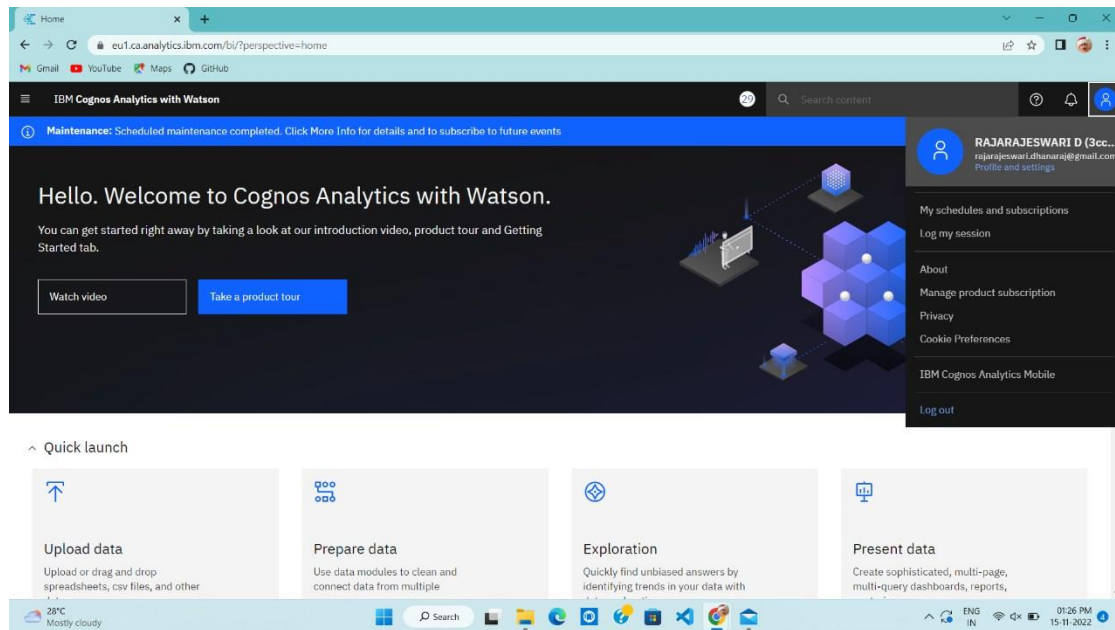 Home
eu1.ca.analytics.ibm.com/bi/?perspective=home
Gmail YouTube Maps GitHub
IBM Cognos Analytics with Watson
29
Search content
Maintenance: Scheduled maintenance completed. Click More Info for details and to subscribe to future events
RAJARAJESWARI D (3cc...
rajarajeswari.dhanaraj@gmail.com
Profile and settings
My schedules and subscriptions
Log my session
About
Manage product subscription
Privacy
Cookie Preferences
IBM Cognos Analytics Mobile
Log out
Hello. Welcome to Cognos Analytics with Watson.
You can get started right away by taking a look at our introduction video, product tour and Getting
Started tab.
Watch video
Take a product tour
Quick launch
Upload data
Upload or drag and drop
spreadsheets, csv files, and other
Prepare data
Use data modules to clean and
connect data from multiple
Exploration
Quickly find unbiased answers by
identifying trends in your data with
Present data
Create sophisticated, multi-page,
multi-query dashboards, reports,
28°C
Mostly cloudy
Search
ENG
IN
01:26 PM
15-11-2022
4